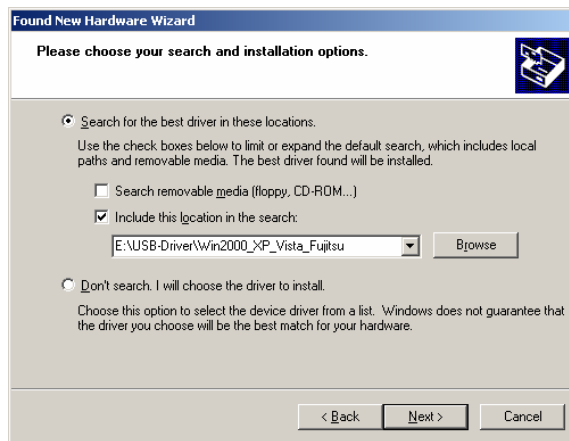 Found New Hardware Wizard
Please choose your search and installation options.
Search for the best driver in these locations.
Use the check boxes below to limit or expand the default search, which includes local
paths and removable media. The best driver found will be installed.
Search removable media (floppy, CD-ROM...)
Include this location in the search:
E:\USB-Driver\Win2000_XP_Vista_Fujitsu
Browse
Don't search. I will choose the driver to install.
Choose this option to select the device driver from a list. Windows does not guarantee that
the driver you choose will be the best match for your hardware.
< Back Next > Cancel